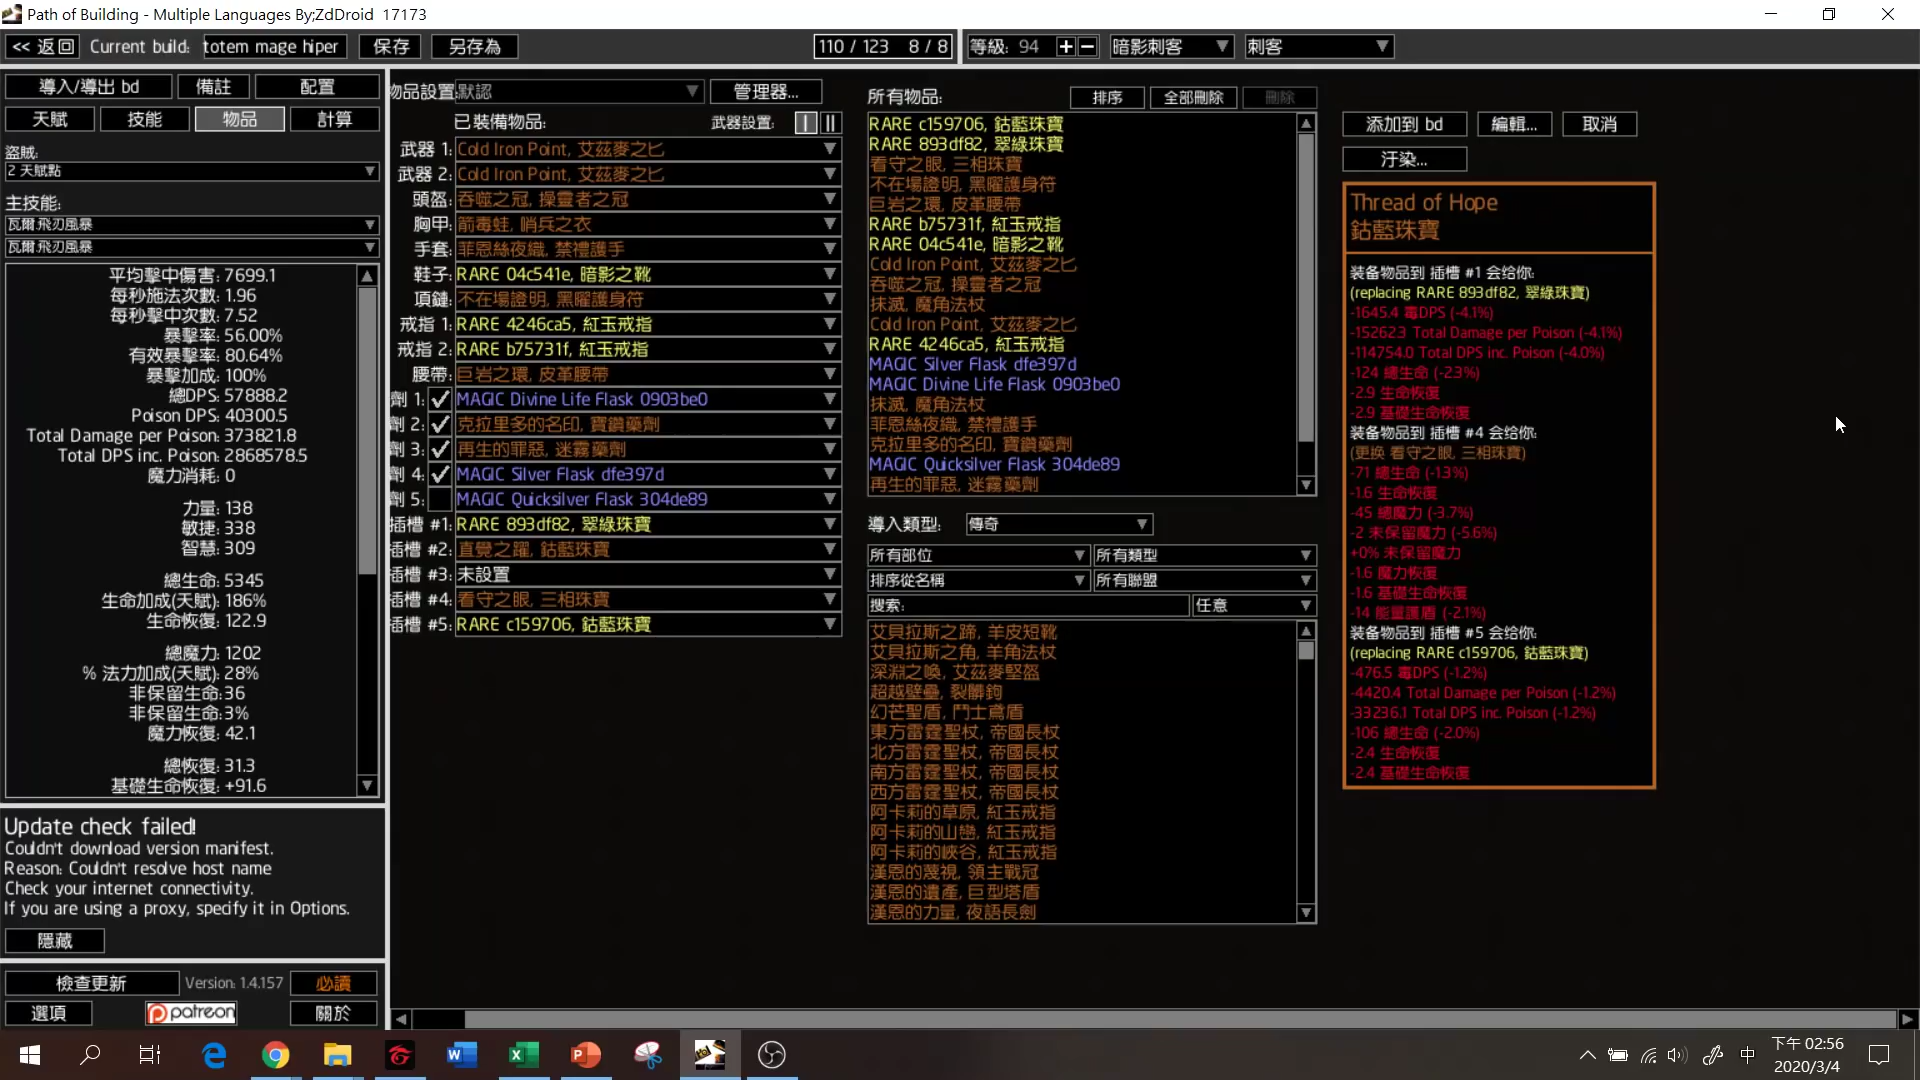 Path of Building - Multiple Languages By;ZdDroid 17173
<< 返回 Current build: totem mage hiper 保存 另存為 110 / 123 8 / 8 等級: 94 暗影刺客 刺客
導入/導出 bd 備註 配置
天賦 技能 物品 計算
盜賊:
2 天賦點
主技能:
瓦爾.飛刃風暴
瓦爾.飛刃風暴
平均擊中傷害: 7699.1
每秒施法次數: 1.96
每秒擊中次數: 7.52
暴擊率: 56.00%
有效暴擊率: 80.64%
暴擊加成: 100%
總DPS: 57888.2
Poison DPS: 40300.5
Total Damage per Poison: 373821.8
Total DPS inc. Poison: 2868578.5
魔力消耗: 0
力量: 138
敏捷: 338
智慧: 309
總生命: 5345
生命加成(天賦): 186%
生命恢復: 122.9
總魔力: 1202
% 法力加成(天賦): 28%
非保留生命: 36
非保留生命: 3%
魔力恢復: 42.1
總恢復: 31.3
基礎生命恢復: +91.6
Update check failed!
Couldn't download version manifest.
Reason: Couldn't resolve host name
Check your internet connectivity.
If you are using a proxy, specify it in Options.
隱藏
檢查更新 Version: 1.4.157 必讀
選項 patreon 關於
物品設置: 默認 管理器...
已裝備物品: 武器設置: | ||
武器 1: Cold Iron Point, 艾茲麥之匕
武器 2: Cold Iron Point, 艾茲麥之匕
頭盔: 吞噬之冠, 操靈者之冠
胸甲: 箭毒蛙, 哨兵之衣
手套: 菲恩絲夜織, 禁禮護手
鞋子: RARE 04c541e, 暗影之靴
項鏈: 不在場證明, 黑曜護身符
戒指 1: RARE 4246ca5, 紅玉戒指
戒指 2: RARE b75731f, 紅玉戒指
腰帶: 巨岩之環, 皮革腰帶
劑 1: MAGIC Divine Life Flask 0903be0
劑 2: 克拉里多的名印, 寶鑽藥劑
劑 3: 再生的罪惡, 迷霧藥劑
劑 4: MAGIC Silver Flask dfe397d
劑 5: MAGIC Quicksilver Flask 304de89
插槽 #1: RARE 893df82, 翠綠珠寶
插槽 #2: 直覺之躍, 鈷藍珠寶
插槽 #3: 未設置
插槽 #4: 看守之眼, 三相珠寶
插槽 #5: RARE c159706, 鈷藍珠寶
所有物品: 排序 全部刪除 刪除
RARE c159706, 鈷藍珠寶
RARE 893df82, 翠綠珠寶
看守之眼, 三相珠寶
不在場證明, 黑曜護身符
巨岩之環, 皮革腰帶
RARE b75731f, 紅玉戒指
RARE 04c541e, 暗影之靴
Cold Iron Point, 艾茲麥之匕
吞噬之冠, 操靈者之冠
抹滅, 魔角法杖
Cold Iron Point, 艾茲麥之匕
RARE 4246ca5, 紅玉戒指
MAGIC Silver Flask dfe397d
MAGIC Divine Life Flask 0903be0
抹滅, 魔角法杖
菲恩絲夜織, 禁禮護手
克拉里多的名印, 寶鑽藥劑
MAGIC Quicksilver Flask 304de89
再生的罪惡, 迷霧藥劑
導入類型: 傳奇
所有部位 所有類型
排序從名稱 所有聯盟
搜索: 任意
艾貝拉斯之蹄, 羊皮短靴
艾貝拉斯之角, 羊角法杖
深淵之喚, 艾茲麥堅盔
超越壁壘, 裂髒鉤
幻芒聖盾, 鬥士鳶盾
東方雷霆聖杖, 帝國長杖
北方雷霆聖杖, 帝國長杖
南方雷霆聖杖, 帝國長杖
西方雷霆聖杖, 帝國長杖
阿卡莉的草原, 紅玉戒指
阿卡莉的山巒, 紅玉戒指
阿卡莉的峽谷, 紅玉戒指
漢恩的蔑視, 領主戰冠
漢恩的遺產, 巨型塔盾
漢恩的力量, 夜語長劍
添加到 bd 編輯... 取消
汙染...
Thread of Hope
鈷藍珠寶
装备物品到 插槽 #1 会给你:
(replacing RARE 893df82, 翠綠珠寶)
-1645.4 毒DPS (-4.1%)
-15262.3 Total Damage per Poison (-4.1%)
-114754.0 Total DPS inc. Poison (-4.0%)
-124 總生命 (-2.3%)
-2.9 生命恢復
-2.9 基礎生命恢復
装备物品到 插槽 #4 会给你:
(更换 看守之眼, 三相珠寶)
-71 總生命 (-1.3%)
-1.6 生命恢復
-45 總魔力 (-3.7%)
-2 未保留魔力 (-5.6%)
+0% 未保留魔力
-1.6 魔力恢復
-1.6 基礎生命恢復
-14 能量護盾 (-2.1%)
装备物品到 插槽 #5 会给你:
(replacing RARE c159706, 鈷藍珠寶)
-476.5 毒DPS (-1.2%)
-4420.4 Total Damage per Poison (-1.2%)
-33236.1 Total DPS inc. Poison (-1.2%)
-106 總生命 (-2.0%)
-2.4 生命恢復
-2.4 基礎生命恢復
中 下午 02:56
2020/3/4